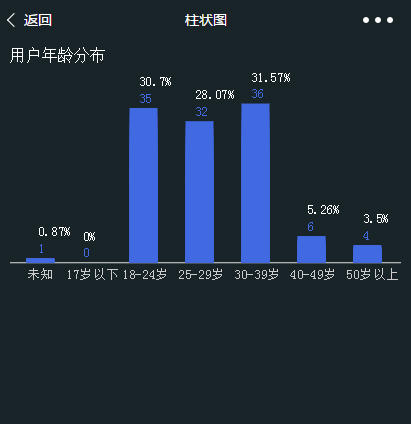 返回 柱状图
用户年龄分布
0.87% 0% 30.7% 28.07% 31.57% 5.26% 3.5%
1 0 35 32 36 6 4
未知 17岁以下 18-24岁 25-29岁 30-39岁 40-49岁 50岁以上